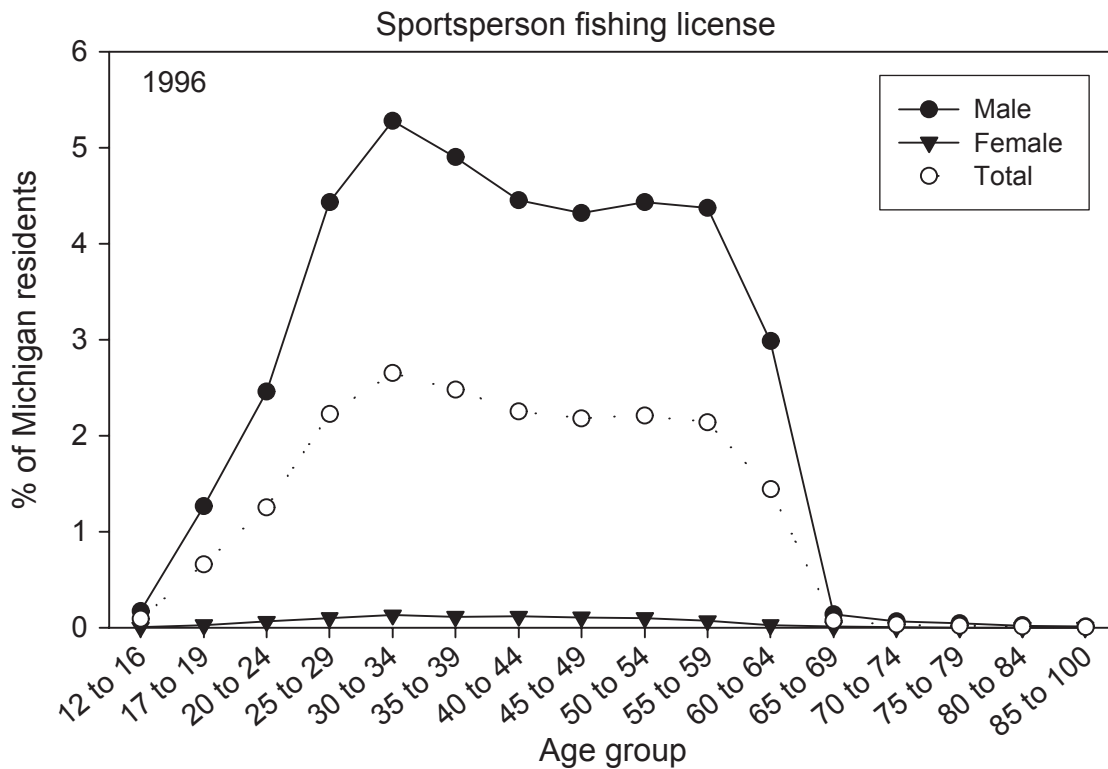 Sportsperson fishing license
1996
Male
Female
Total
% of Michigan residents
6
5
4
3
2
1
0
12 to 16
17 to 19
20 to 24
25 to 29
30 to 34
35 to 39
40 to 44
45 to 49
50 to 54
55 to 59
60 to 64
65 to 69
70 to 74
75 to 79
80 to 84
85 to 100
Age group